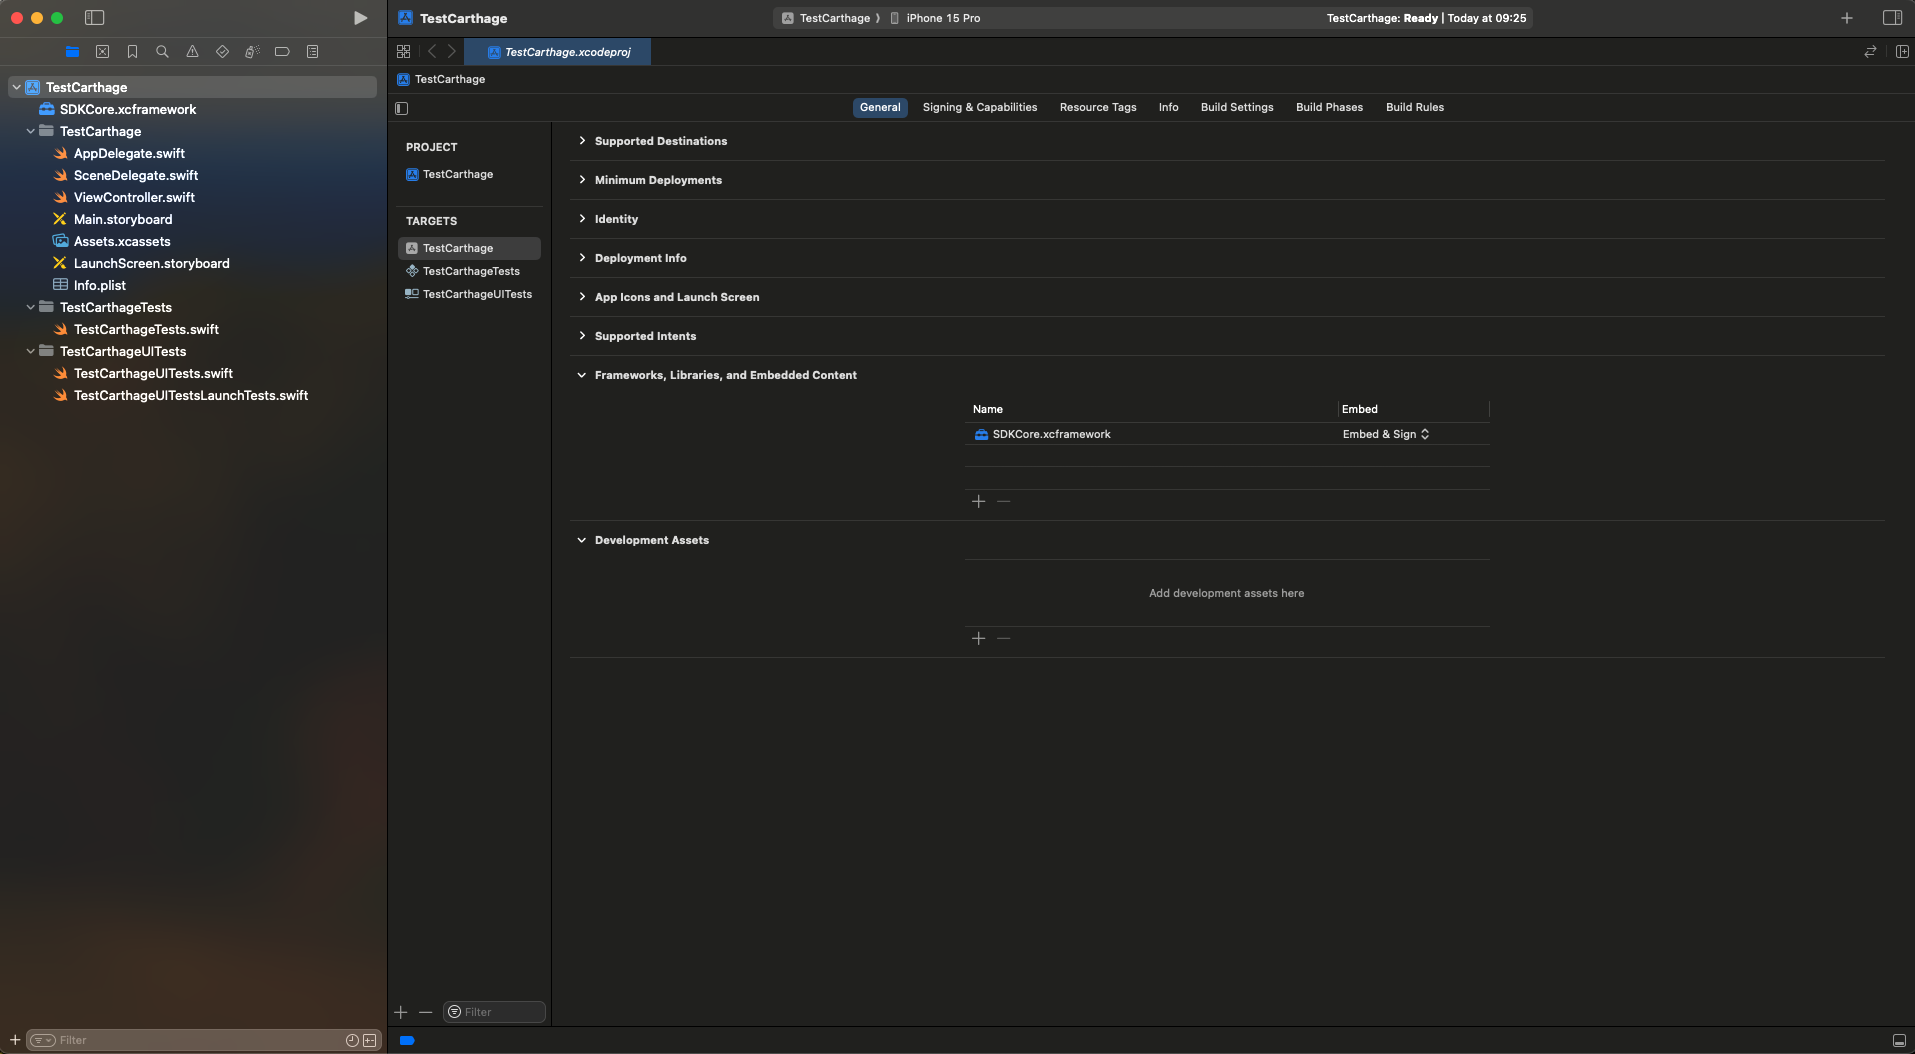 TestCarthage
TestCarthage ⟩ iPhone 15 Pro
TestCarthage: Ready | Today at 09:25
TestCarthage.xcodeproj
TestCarthage
General
Signing & Capabilities
Resource Tags
Info
Build Settings
Build Phases
Build Rules
TestCarthage
SDKCore.xcframework
TestCarthage
AppDelegate.swift
SceneDelegate.swift
ViewController.swift
Main.storyboard
Assets.xcassets
LaunchScreen.storyboard
Info.plist
TestCarthageTests
TestCarthageTests.swift
TestCarthageUITests
TestCarthageUITests.swift
TestCarthageUITestsLaunchTests.swift
Filter
PROJECT
TestCarthage
TARGETS
TestCarthage
TestCarthageTests
TestCarthageUITests
Filter
Supported Destinations
Minimum Deployments
Identity
Deployment Info
App Icons and Launch Screen
Supported Intents
Frameworks, Libraries, and Embedded Content
Name Embed
SDKCore.xcframework Embed & Sign
Development Assets
Add development assets here